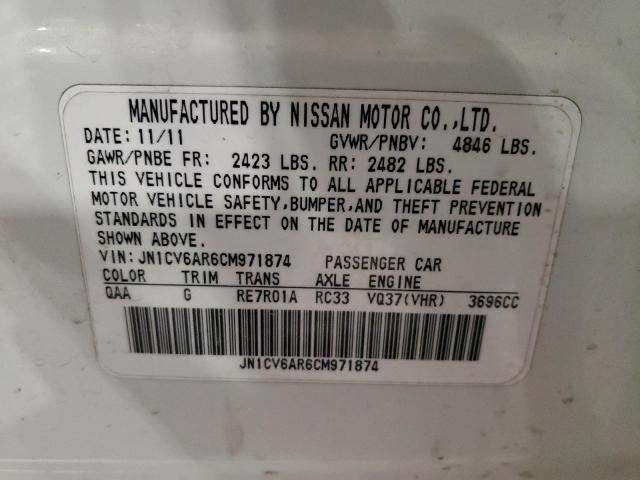 MANUFACTURED BY NISSAN MOTOR CO.,LTD.
DATE: 11/11 GVWR/PNBV: 4846 LBS.
GAWR/PNBE FR: 2423 LBS. RR: 2482 LBS.
THIS VEHICLE CONFORMS TO ALL APPLICABLE FEDERAL
MOTOR VEHICLE SAFETY,BUMPER,AND THEFT PREVENTION
STANDARDS IN EFFECT ON THE DATE OF MANUFACTURE
SHOWN ABOVE.
VIN: JN1CV6AR6CM971874 PASSENGER CAR
COLOR TRIM TRANS AXLE ENGINE
QAA G RE7R01A RC33 VQ37(VHR) 3696CC
JN1CV6AR6CM971874